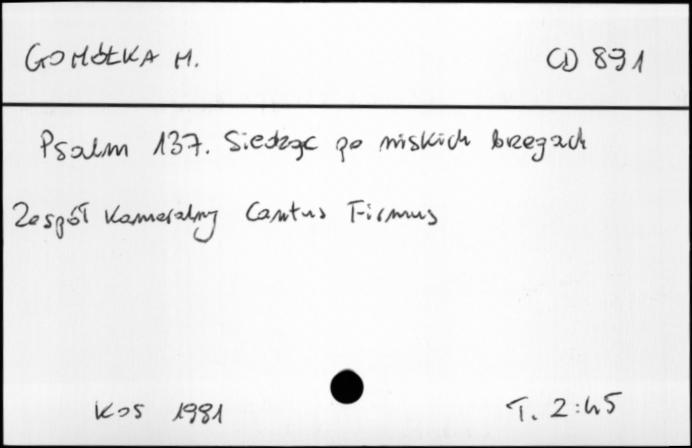 GOMÓŁKA M. CD 891
Psalm 137. Siedząc po niskich brzegach
Zespół Kameralny Cantus Firmus
KOS 1981 T. 2:45